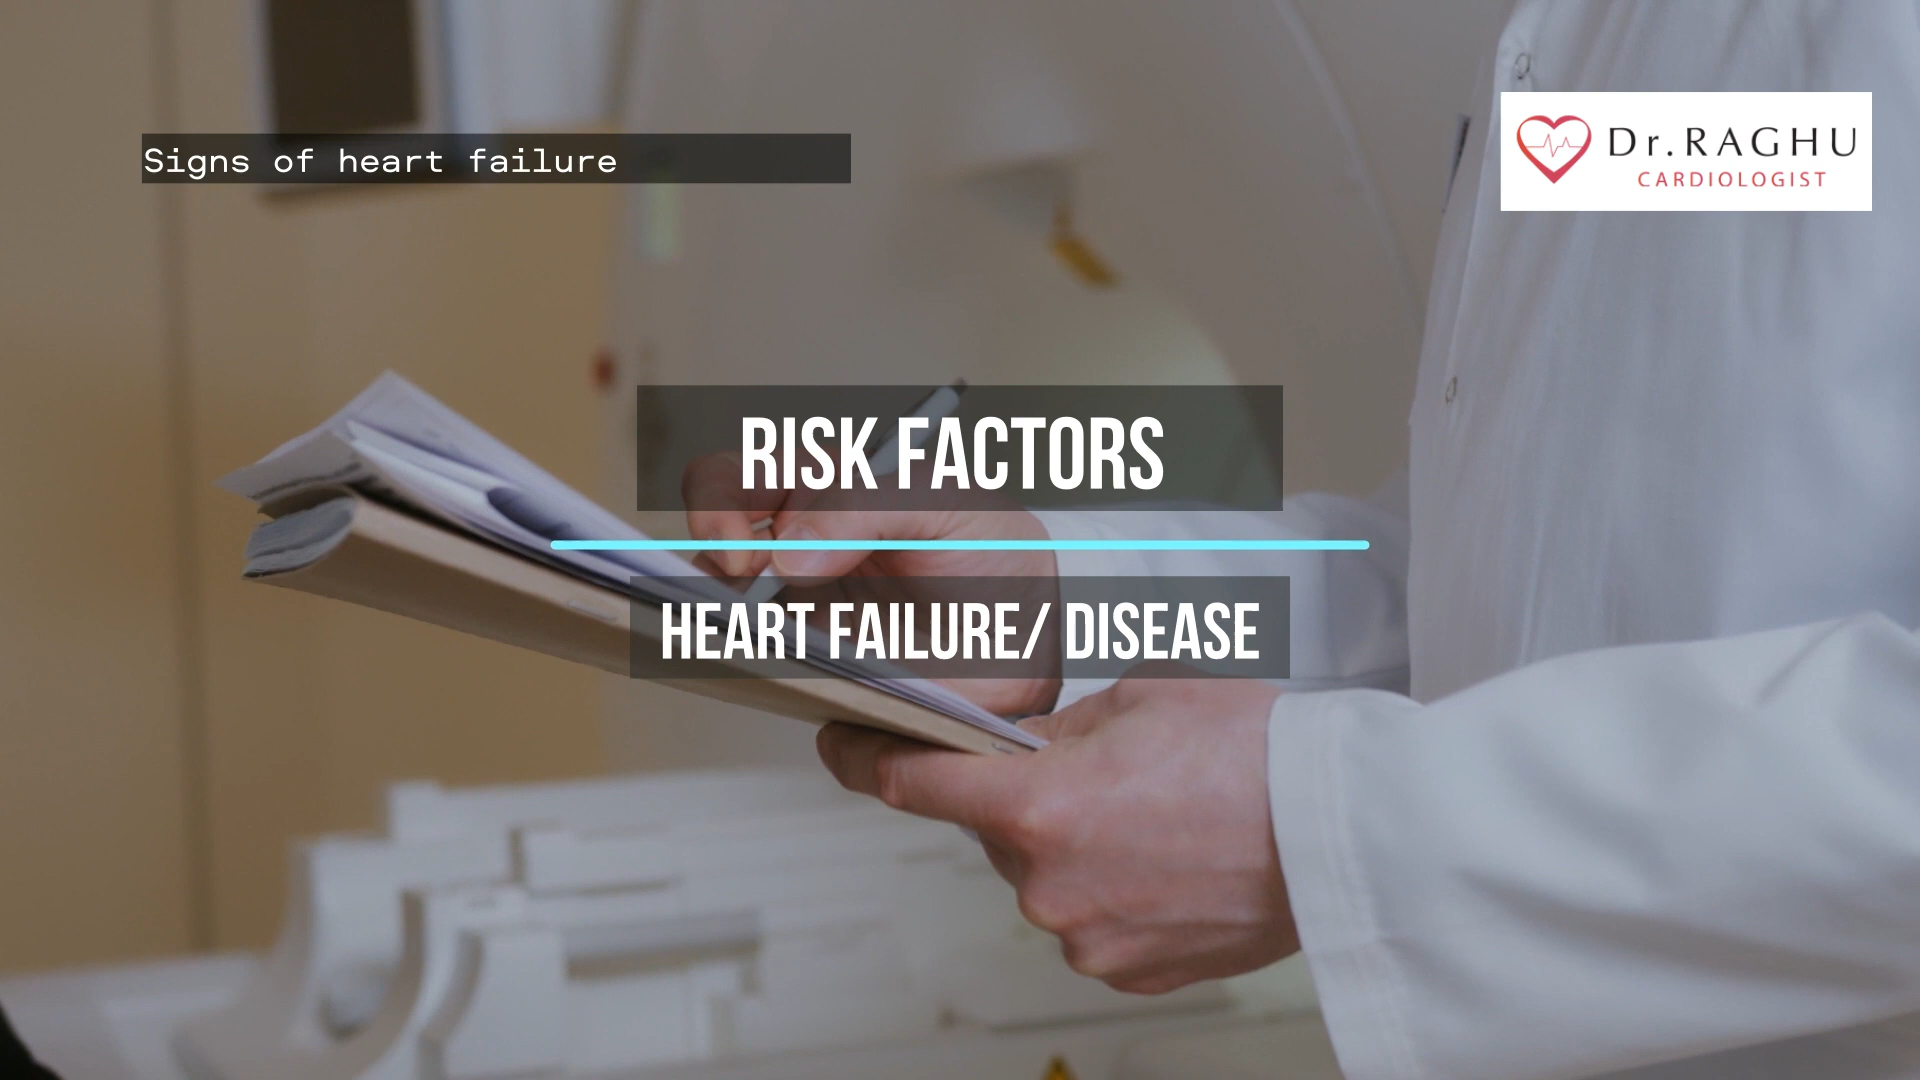 Signs of heart failure
Dr.RAGHU
CARDIOLOGIST
RISK FACTORS
HEART FAILURE/ DISEASE